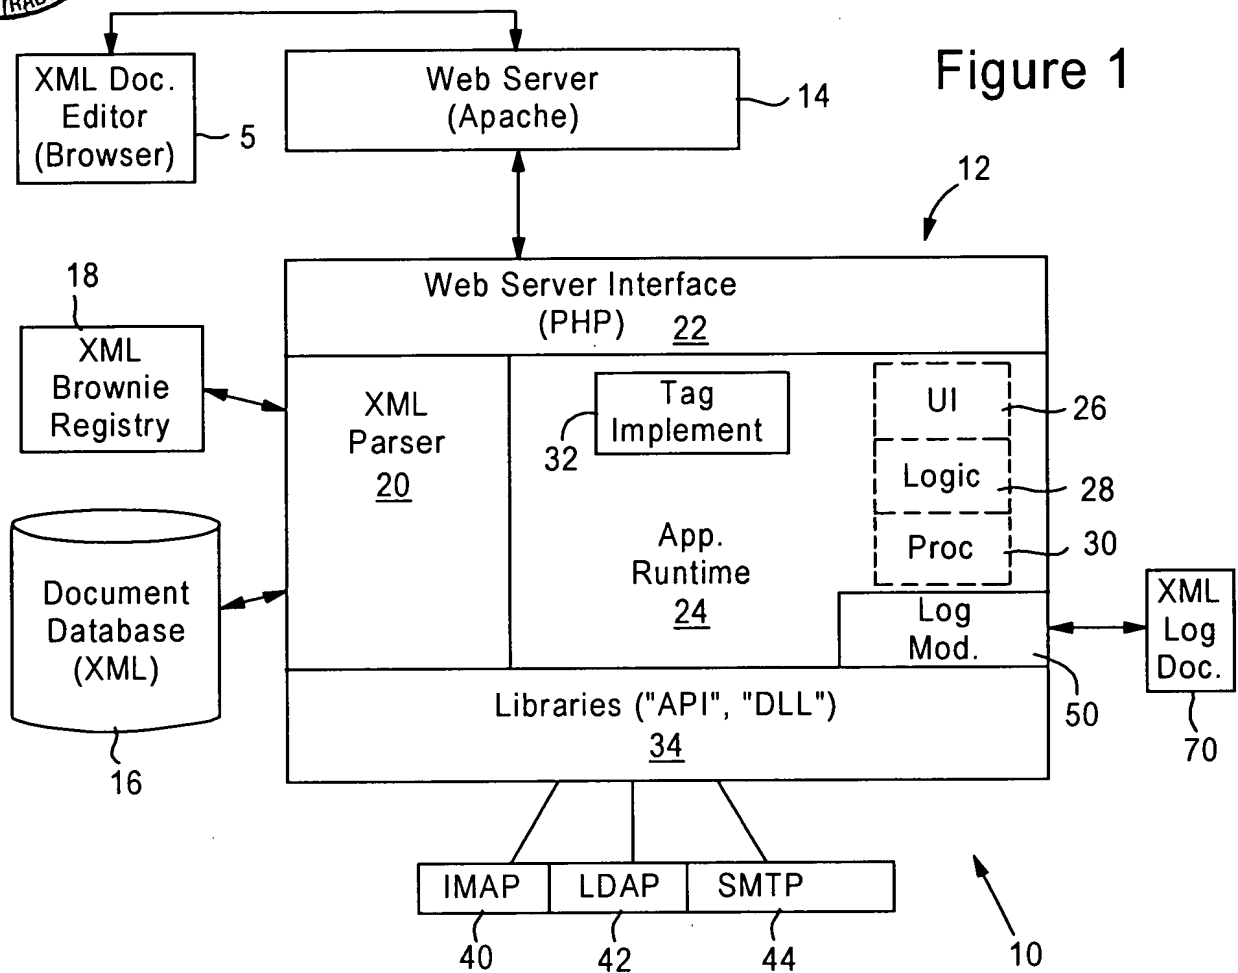 TRAD
Figure 1
XML Doc.
Editor
(Browser)
5
Web Server
(Apache)
14
12
18
Web Server Interface
(PHP) 22
XML
Brownie
Registry
XML
Parser
20
Tag
Implement
32
UI
26
Logic
28
Proc
30
App.
Runtime
24
Document
Database
(XML)
16
Log
Mod.
50
XML
Log
Doc.
70
Libraries ("API", "DLL")
34
IMAP
LDAP
SMTP
40
42
44
10